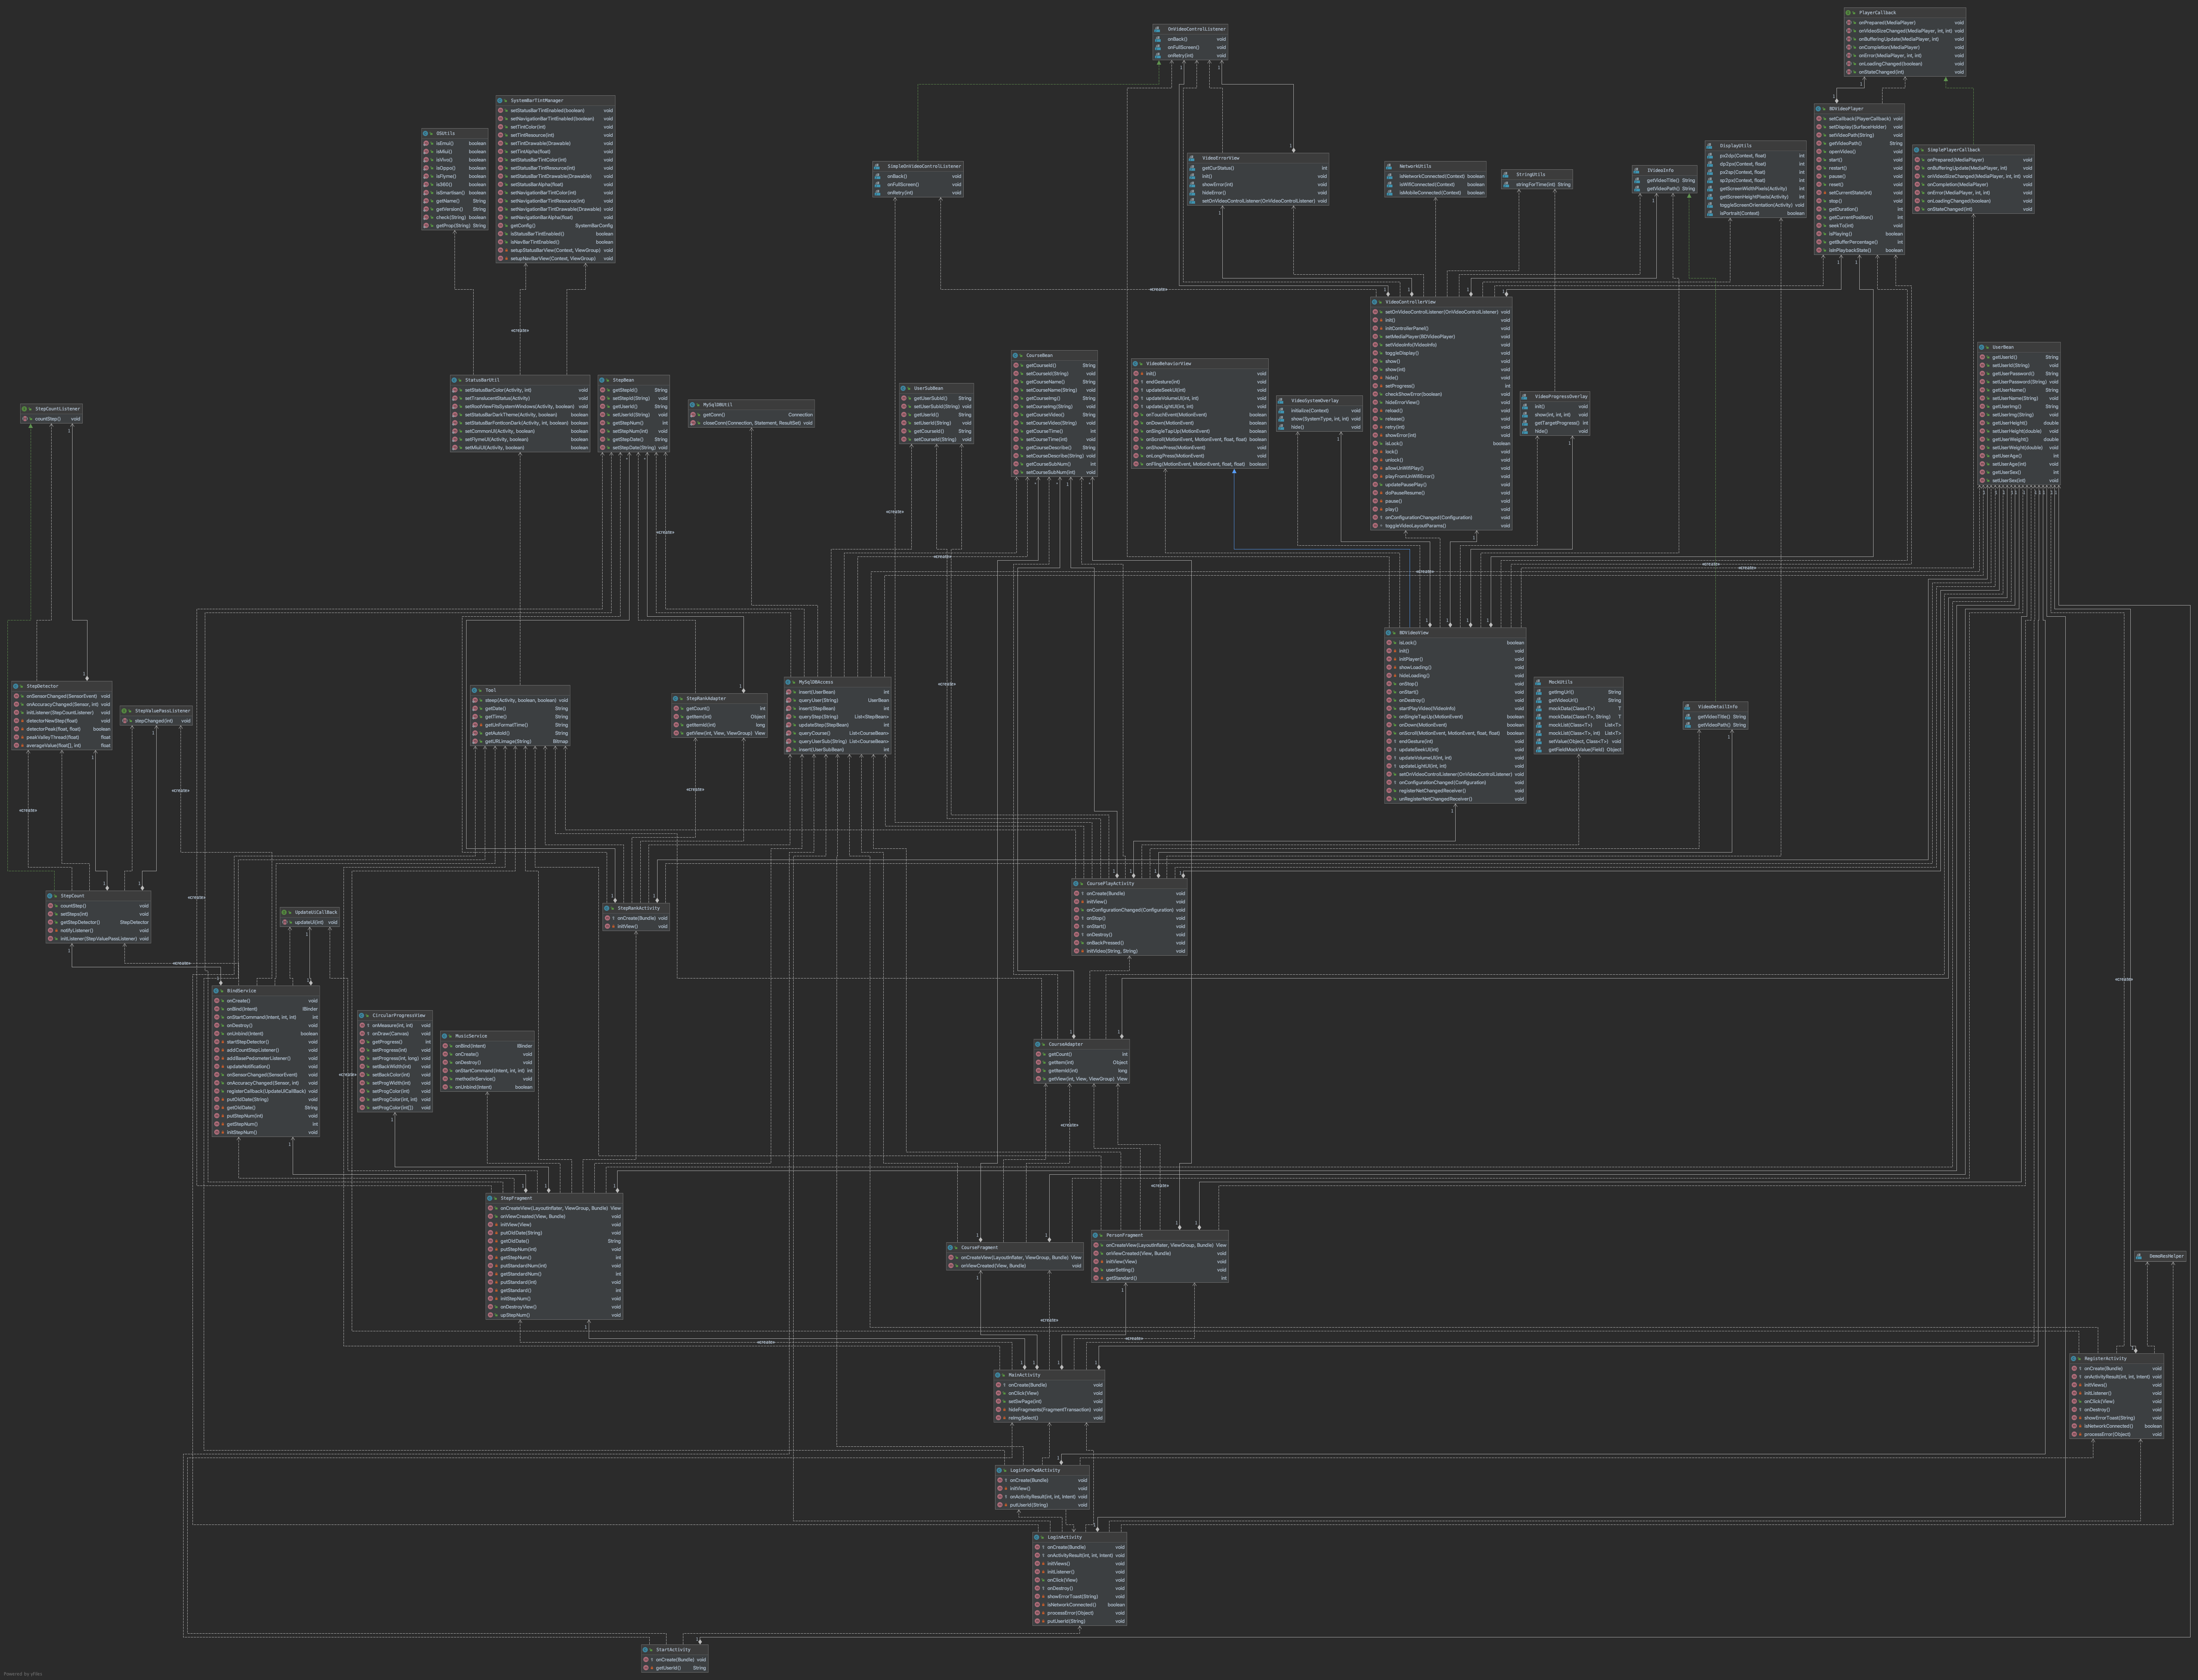 PlayerCallback
onPrepared(MediaPlayer) void
onVideoSizeChanged(MediaPlayer, int, int) void
onBufferingUpdate(MediaPlayer, int) void
onCompletion(MediaPlayer) void
onError(MediaPlayer, int, int) void
onLoadingChanged(boolean) void
onStateChanged(int) void
OnVideoControlListener
onBack() void
onFullScreen() void
onRetry(int) void
SystemBarTintManager
setStatusBarTintEnabled(boolean) void
setNavigationBarTintEnabled(boolean) void
setTintColor(int) void
setTintResource(int) void
setTintDrawable(Drawable) void
setTintAlpha(float) void
setStatusBarTintColor(int) void
setStatusBarTintResource(int) void
setStatusBarTintDrawable(Drawable) void
setStatusBarAlpha(float) void
setNavigationBarTintColor(int) void
setNavigationBarTintResource(int) void
setNavigationBarTintDrawable(Drawable) void
setNavigationBarAlpha(float) void
getConfig() SystemBarConfig
isStatusBarTintEnabled() boolean
isNavBarTintEnabled() boolean
setupStatusBarView(Context, ViewGroup) void
setupNavBarView(Context, ViewGroup) void
OSUtils
isEmui() boolean
isMiui() boolean
isVivo() boolean
isOppo() boolean
isFlyme() boolean
is360() boolean
isSmartisan() boolean
getName() String
getVersion() String
check(String) boolean
getProp(String) String
BDVideoPlayer
setCallback(PlayerCallback) void
setDisplay(SurfaceHolder) void
setVideoPath(String) void
getVideoPath() String
openVideo() void
start() void
restart() void
pause() void
reset() void
setCurrentState(int) void
stop() void
getDuration() int
getCurrentPosition() int
seekTo(int) void
isPlaying() boolean
getBufferPercentage() int
isInPlaybackState() boolean
SimplePlayerCallback
onPrepared(MediaPlayer) void
onBufferingUpdate(MediaPlayer, int) void
onVideoSizeChanged(MediaPlayer, int, int) void
onCompletion(MediaPlayer) void
onError(MediaPlayer, int, int) void
onLoadingChanged(boolean) void
onStateChanged(int) void
DisplayUtils
px2dp(Context, float) int
dp2px(Context, float) int
px2sp(Context, float) int
sp2px(Context, float) int
getScreenWidthPixels(Activity) int
getScreenHeightPixels(Activity) int
toggleScreenOrientation(Activity) void
isPortrait(Context) boolean
SimpleOnVideoControlListener
onBack() void
onFullScreen() void
onRetry(int) void
VideoErrorView
getCurStatus() int
init() void
showError(int) void
hideError() void
setOnVideoControlListener(OnVideoControlListener) void
NetworkUtils
isNetworkConnected(Context) boolean
isWifiConnected(Context) boolean
isMobileConnected(Context) boolean
StringUtils
stringForTime(int) String
IVideoInfo
getVideoTitle() String
getVideoPath() String
VideoControllerView
setOnVideoControlListener(OnVideoControlListener) void
init() void
initControllerPanel() void
setMediaPlayer(BDVideoPlayer) void
setVideoInfo(IVideoInfo) void
toggleDisplay() void
show() void
show(int) void
hide() void
setProgress() int
checkShowError(boolean) void
hideErrorView() void
reload() void
release() void
retry(int) void
showError(int) void
isLock() boolean
lock() void
unlock() void
allowUnWifiPlay() void
playFromUnWifiError() void
updatePausePlay() void
doPauseResume() void
pause() void
play() void
onConfigurationChanged(Configuration) void
toggleVideoLayoutParams() void
UserBean
getUserId() String
setUserId(String) void
getUserPassword() String
setUserPassword(String) void
getUserName() String
setUserName(String) void
getUserImg() String
setUserImg(String) void
getUserHeight() double
setUserHeight(double) void
getUserWeight() double
setUserWeight(double) void
getUserAge() int
setUserAge(int) void
getUserSex() int
setUserSex(int) void
CourseBean
getCourseId() String
setCourseId(String) void
getCourseName() String
setCourseName(String) void
getCourseImg() String
setCourseImg(String) void
getCourseVideo() String
setCourseVideo(String) void
getCourseTime() int
setCourseTime(int) void
getCourseDescribe() String
setCourseDescribe(String) void
getCourseSubNum() int
setCourseSubNum(int) void
VideoBehaviorView
init() void
endGesture(int) void
updateSeekUI(int) void
updateVolumeUI(int, int) void
updateLightUI(int, int) void
onTouchEvent(MotionEvent) boolean
onDown(MotionEvent) boolean
onSingleTapUp(MotionEvent) boolean
onScroll(MotionEvent, MotionEvent, float, float) boolean
onShowPress(MotionEvent) void
onLongPress(MotionEvent) void
onFling(MotionEvent, MotionEvent, float, float) boolean
StatusBarUtil
setStatusBarColor(Activity, int) void
setTranslucentStatus(Activity) void
setRootViewFitsSystemWindows(Activity, boolean) void
setStatusBarDarkTheme(Activity, boolean) boolean
setStatusBarFontIconDark(Activity, int, boolean) boolean
setCommonUI(Activity, boolean) boolean
setFlymeUI(Activity, boolean) boolean
setMiuiUI(Activity, boolean) boolean
StepBean
getStepId() String
setStepId(String) void
getUserId() String
setUserId(String) void
getStepNum() int
setStepNum(int) void
getStepDate() String
setStepDate(String) void
UserSubBean
getUserSubId() String
setUserSubId(String) void
getUserId() String
setUserId(String) void
getCourseId() String
setCourseId(String) void
VideoSystemOverlay
initialize(Context) void
show(SystemType, int, int) void
hide() void
VideoProgressOverlay
init() void
show(int, int, int) void
getTargetProgress() int
hide() void
MySqlDBUtil
getConn() Connection
closeConn(Connection, Statement, ResultSet) void
StepCountListener
countStep() void
BDVideoView
isLock() boolean
init() void
initPlayer() void
showLoading() void
hideLoading() void
onStop() void
onStart() void
onDestroy() void
startPlayVideo(IVideoInfo) void
onSingleTapUp(MotionEvent) boolean
onDown(MotionEvent) boolean
onScroll(MotionEvent, MotionEvent, float, float) boolean
endGesture(int) void
updateSeekUI(int) void
updateVolumeUI(int, int) void
updateLightUI(int, int) void
setOnVideoControlListener(OnVideoControlListener) void
onConfigurationChanged(Configuration) void
registerNetChangedReceiver() void
unRegisterNetChangedReceiver() void
StepDetector
onSensorChanged(SensorEvent) void
onAccuracyChanged(Sensor, int) void
initListener(StepCountListener) void
detectorNewStep(float) void
detectorPeak(float, float) boolean
peakValleyThread(float) float
averageValue(float[], int) float
StepValuePassListener
stepChanged(int) void
Tool
steep(Activity, boolean, boolean) void
getDate() String
getTime() String
getUnFormatTime() String
getAutoId() String
getURLImage(String) Bitmap
StepRankAdapter
getCount() int
getItem(int) Object
getItemId(int) long
getView(int, View, ViewGroup) View
MySqlDBAccess
insert(UserBean) int
queryUser(String) UserBean
insert(StepBean) int
queryStep(String) List<StepBean>
updateStep(StepBean) int
queryCourse() List<CourseBean>
queryUserSub(String) List<CourseBean>
insert(UserSubBean) int
MockUtils
getImgUrl() String
getVideoUrl() String
mockData(Class<T>) T
mockData(Class<T>, String) T
mockList(Class<T>) List<T>
mockList(Class<T>, int) List<T>
setValue(Object, Class<T>) void
getFieldMockValue(Field) Object
VideoDetailInfo
getVideoTitle() String
getVideoPath() String
CoursePlayActivity
onCreate(Bundle) void
initView() void
onConfigurationChanged(Configuration) void
onStop() void
onStart() void
onDestroy() void
onBackPressed() void
initVideo(String, String) void
StepCount
countStep() void
setSteps(int) void
getStepDetector() StepDetector
notifyListener() void
initListener(StepValuePassListener) void
UpdateUiCallBack
updateUi(int) void
StepRankActivity
onCreate(Bundle) void
initView() void
BindService
onCreate() void
onBind(Intent) IBinder
onStartCommand(Intent, int, int) int
onDestroy() void
onUnbind(Intent) boolean
startStepDetector() void
addCountStepListener() void
addBasePedometerListener() void
updateNotification() void
onSensorChanged(SensorEvent) void
onAccuracyChanged(Sensor, int) void
registerCallback(UpdateUiCallBack) void
putOldDate(String) void
getOldDate() String
putStepNum(int) void
getStepNum() int
initStepNum() void
CircularProgressView
onMeasure(int, int) void
onDraw(Canvas) void
getProgress() int
setProgress(int) void
setProgress(int, long) void
setBackWidth(int) void
setBackColor(int) void
setProgWidth(int) void
setProgColor(int) void
setProgColor(int, int) void
setProgColor(int[]) void
MusicService
onBind(Intent) IBinder
onCreate() void
onDestroy() void
onStartCommand(Intent, int, int) int
methodInService() void
onUnbind(Intent) boolean
CourseAdapter
getCount() int
getItem(int) Object
getItemId(int) long
getView(int, View, ViewGroup) View
StepFragment
onCreateView(LayoutInflater, ViewGroup, Bundle) View
onViewCreated(View, Bundle) void
initView(View) void
putOldDate(String) void
getOldDate() String
putStepNum(int) void
getStepNum() int
putStandardNum(int) void
getStandardNum() int
putStandard(int) void
getStandard() int
initStepNum() void
onDestroyView() void
upStepNum() void
CourseFragment
onCreateView(LayoutInflater, ViewGroup, Bundle) View
onViewCreated(View, Bundle) void
PersonFragment
onCreateView(LayoutInflater, ViewGroup, Bundle) View
onViewCreated(View, Bundle) void
initView(View) void
userSetting() void
getStandard() int
DemoResHelper
MainActivity
onCreate(Bundle) void
onClick(View) void
setSwPage(int) void
hideFragments(FragmentTransaction) void
reImgSelect() void
RegisterActivity
onCreate(Bundle) void
onActivityResult(int, int, Intent) void
initViews() void
initListener() void
onClick(View) void
onDestroy() void
showErrorToast(String) void
isNetworkConnected() boolean
processError(Object) void
LoginForPwdActivity
onCreate(Bundle) void
initView() void
onActivityResult(int, int, Intent) void
putUserId(String) void
LoginActivity
onCreate(Bundle) void
onActivityResult(int, int, Intent) void
initViews() void
initListener() void
onClick(View) void
onDestroy() void
showErrorToast(String) void
isNetworkConnected() boolean
processError(Object) void
putUserId(String) void
StartActivity
onCreate(Bundle) void
getUserId() String
Powered by yFiles